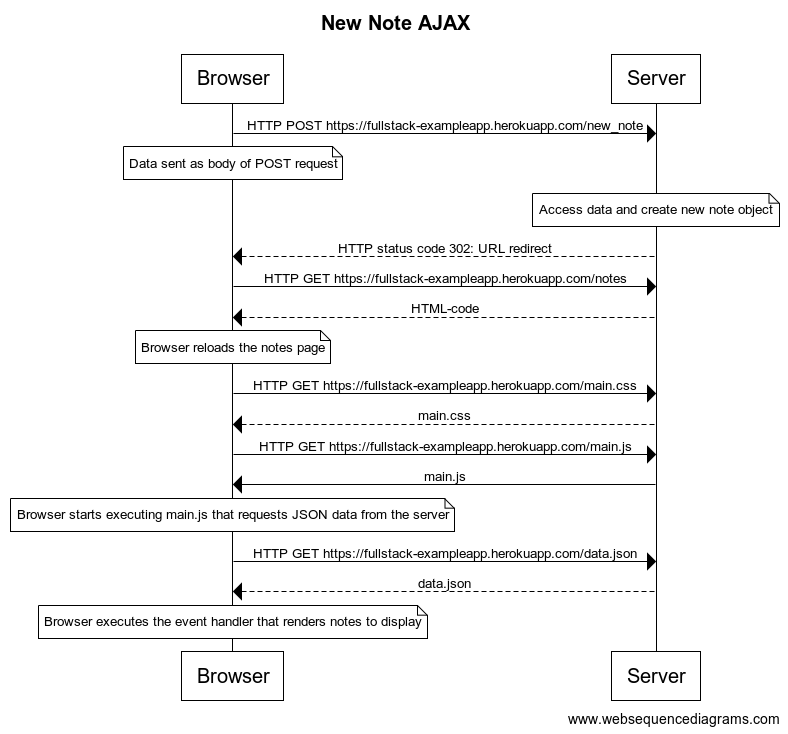 New Note AJAX
Browser
Server
HTTP POST https://fullstack-exampleapp.herokuapp.com/new_note
Data sent as body of POST request
Access data and create new note object
HTTP status code 302: URL redirect
HTTP GET https://fullstack-exampleapp.herokuapp.com/notes
HTML-code
Browser reloads the notes page
HTTP GET https://fullstack-exampleapp.herokuapp.com/main.css
main.css
HTTP GET https://fullstack-exampleapp.herokuapp.com/main.js
main.js
Browser starts executing main.js that requests JSON data from the server
HTTP GET https://fullstack-exampleapp.herokuapp.com/data.json
data.json
Browser executes the event handler that renders notes to display
Browser
Server
www.websequencediagrams.com